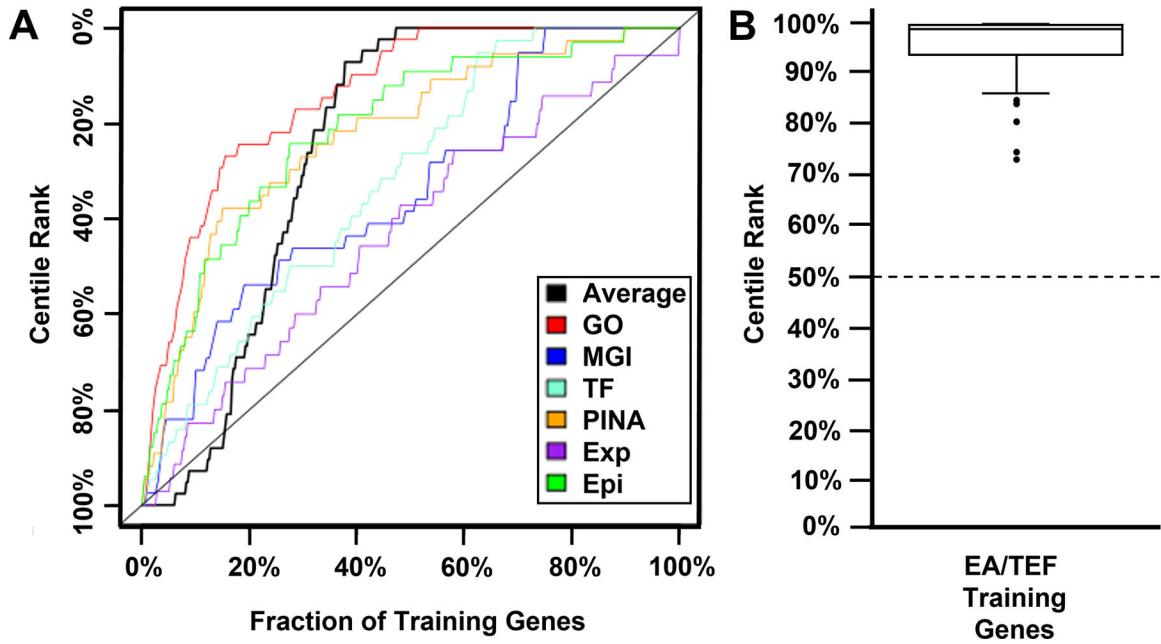 A
Centile Rank
0%
20%
40%
60%
80%
100%
Average
GO
MGI
TF
PINA
Exp
Epi
0%
20%
40%
60%
80%
100%
Fraction of Training Genes
B
Centile Rank
100%
90%
80%
70%
60%
50%
40%
30%
20%
10%
0%
EA/TEF
Training
Genes